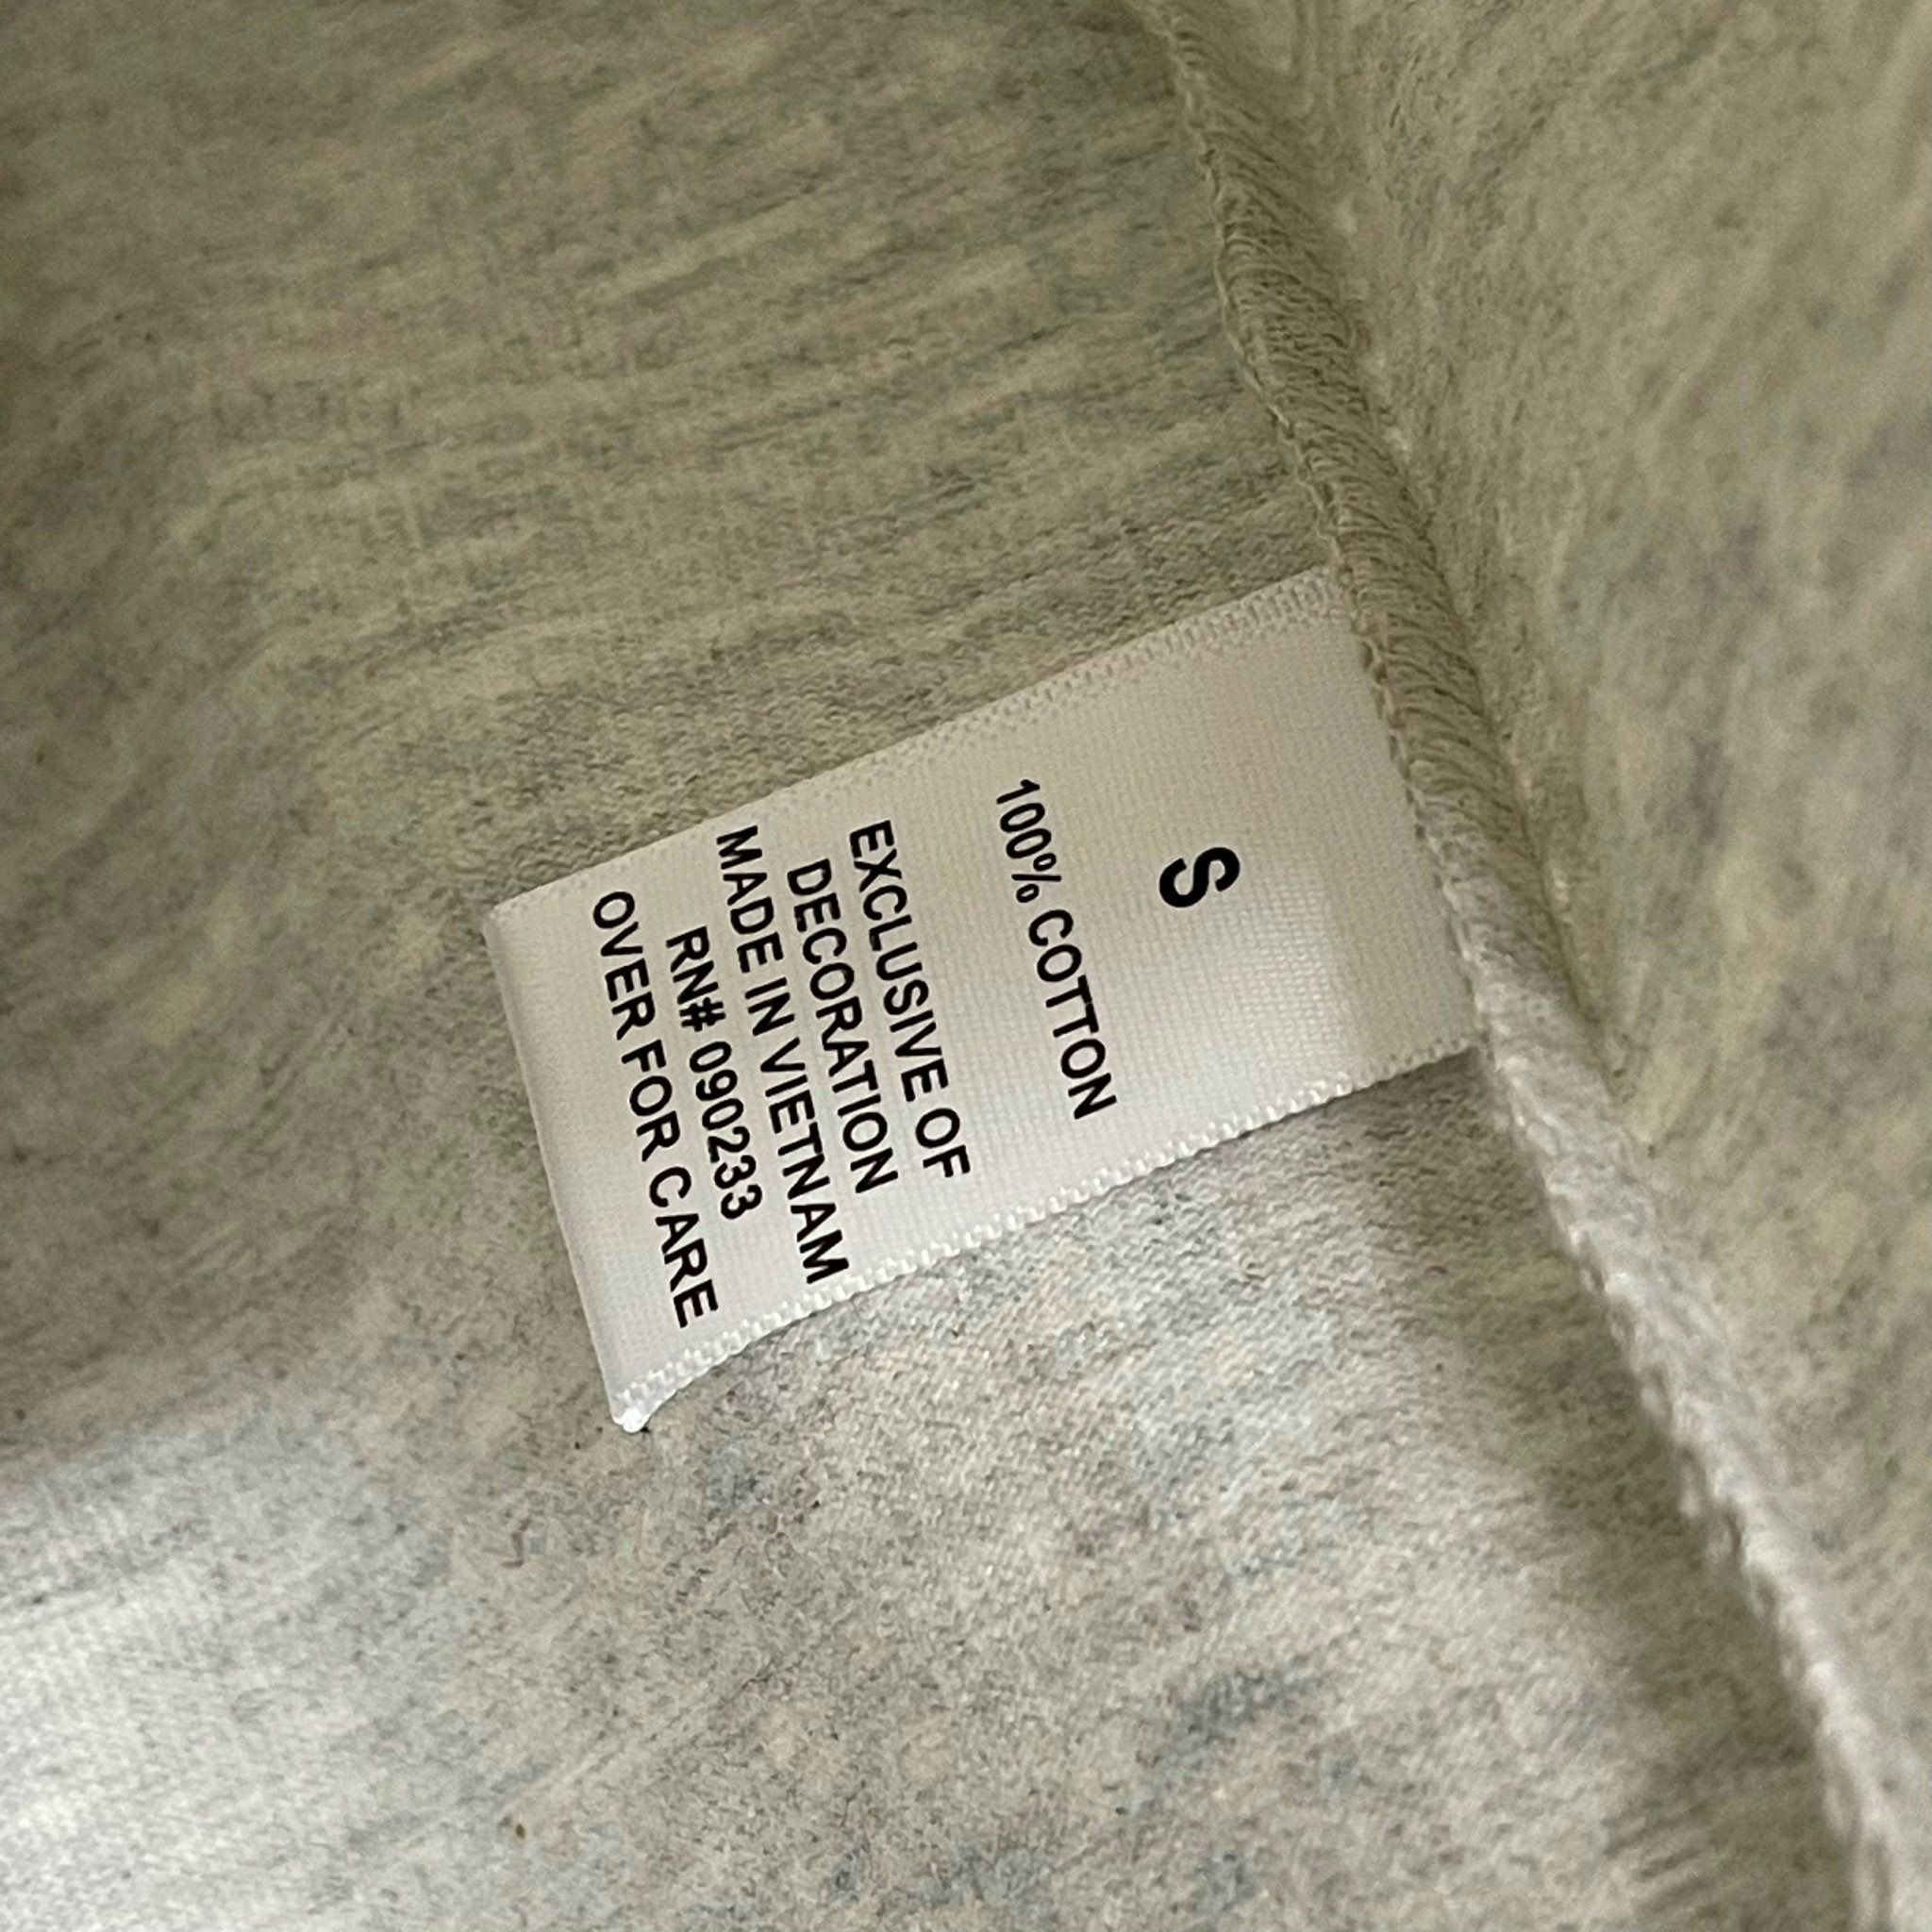 S
100% COTTON
EXCLUSIVE OF
DECORATION
MADE IN VIETNAM
RN# 090233
OVER FOR CARE